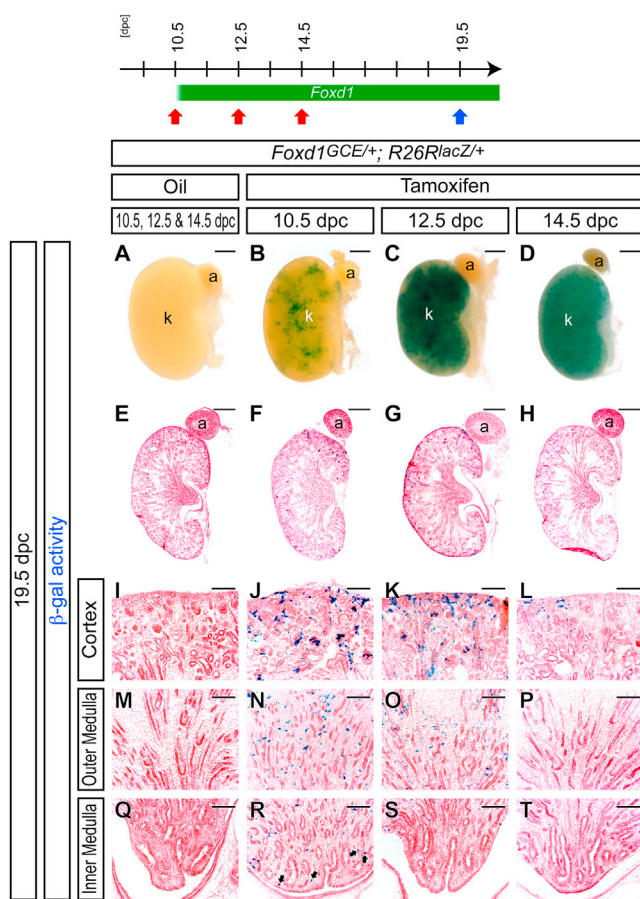 [dpc]
10.5
12.5
14.5
19.5
Foxd1
Foxd1GCE/+; R26RlacZ/+
Oil
Tamoxifen
10.5, 12.5 & 14.5 dpc
10.5 dpc
12.5 dpc
14.5 dpc
19.5 dpc
β-gal activity
A
a
k
B
a
k
C
a
k
D
a
k
E
a
F
a
G
a
H
a
Cortex
I
J
K
L
Outer Medulla
M
N
O
P
Inner Medulla
Q
R
S
T